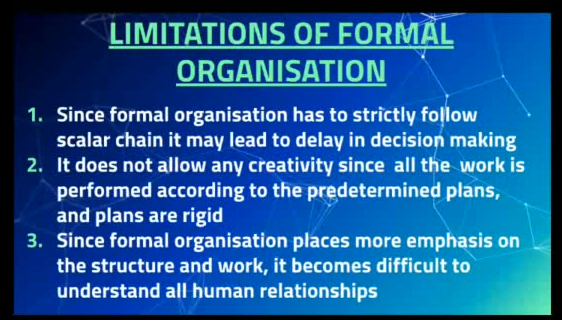 LIMITATIONS OF FORMAL
ORGANISATION
1. Since formal organisation has to strictly follow
scalar chain it may lead to delay in decision making
2. It does not allow any creativity since all the work is
performed according to the predetermined plans,
and plans are rigid
3. Since formal organisation places more emphasis on
the structure and work, it becomes difficult to
understand all human relationships